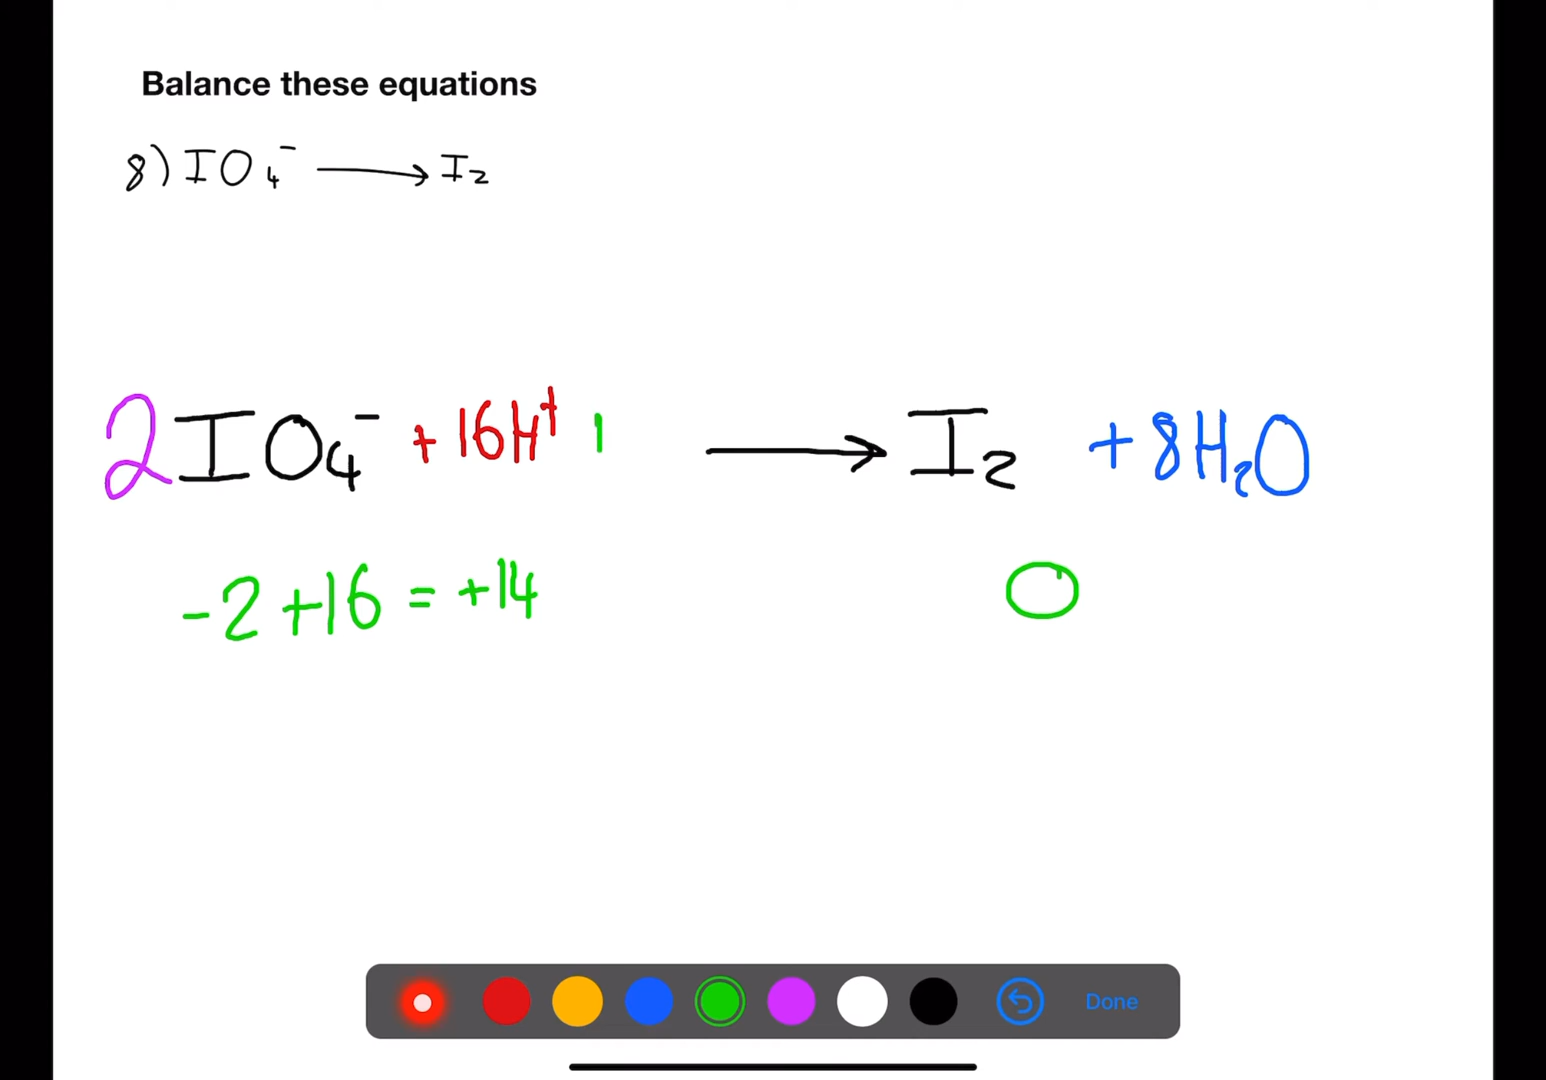 Balance these equations
8) IO₄⁻ ⟶ I₂
2IO₄⁻ + 16H⁺ ı ⟶ I₂ + 8H₂O
-2 +16 = +14 0
Done